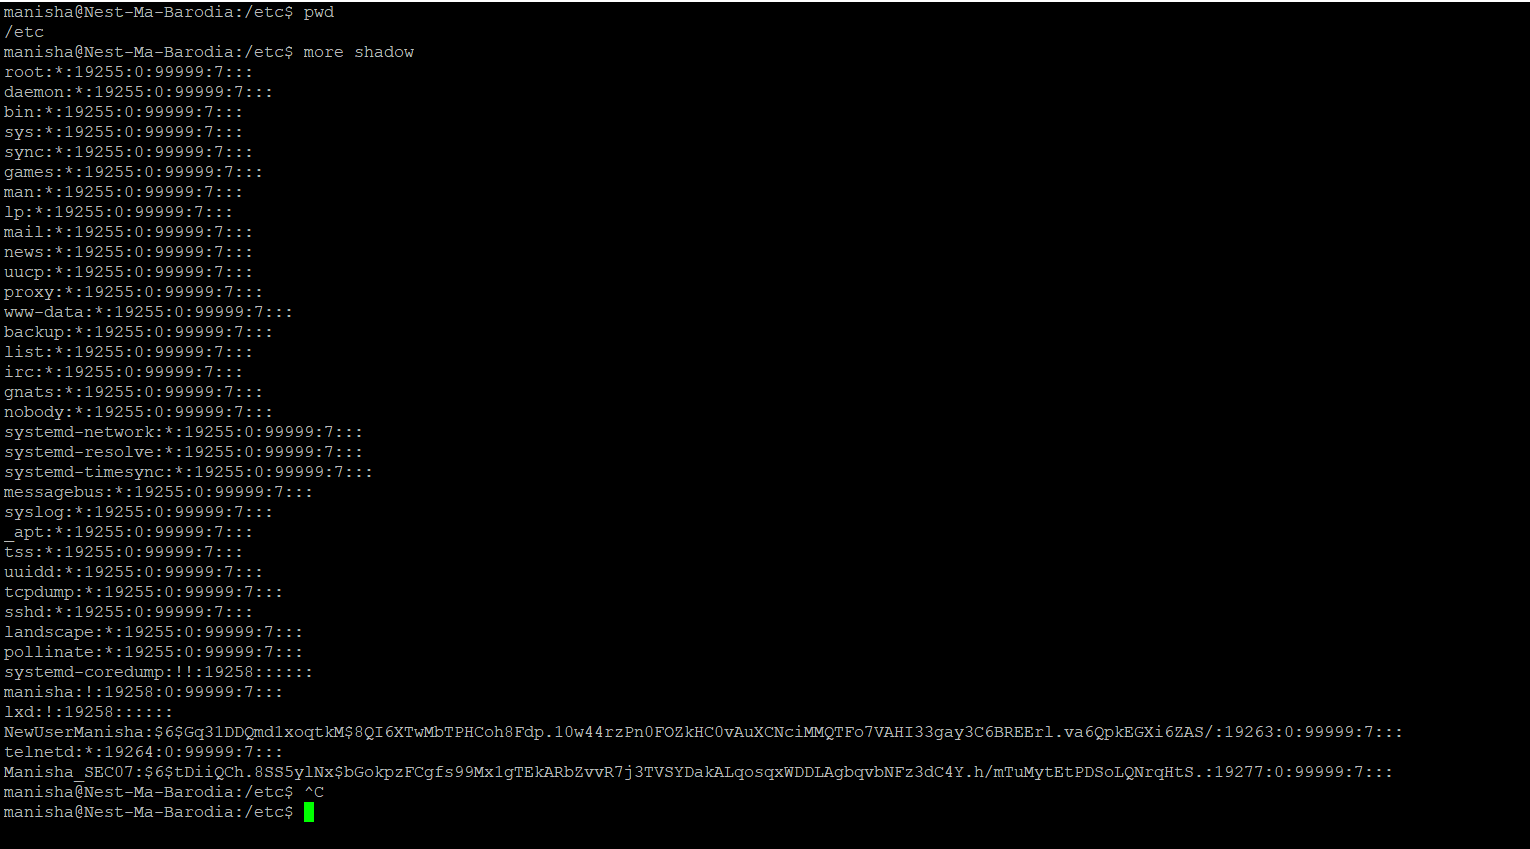 manisha@Nest-Ma-Barodia:/etc$ pwd
/etc
manisha@Nest-Ma-Barodia:/etc$ more shadow
root:*:19255:0:99999:7:::
daemon:*:19255:0:99999:7:::
bin:*:19255:0:99999:7:::
sys:*:19255:0:99999:7:::
sync:*:19255:0:99999:7:::
games:*:19255:0:99999:7:::
man:*:19255:0:99999:7:::
lp:*:19255:0:99999:7:::
mail:*:19255:0:99999:7:::
news:*:19255:0:99999:7:::
uucp:*:19255:0:99999:7:::
proxy:*:19255:0:99999:7:::
www-data:*:19255:0:99999:7:::
backup:*:19255:0:99999:7:::
list:*:19255:0:99999:7:::
irc:*:19255:0:99999:7:::
gnats:*:19255:0:99999:7:::
nobody:*:19255:0:99999:7:::
systemd-network:*:19255:0:99999:7:::
systemd-resolve:*:19255:0:99999:7:::
systemd-timesync:*:19255:0:99999:7:::
messagebus:*:19255:0:99999:7:::
syslog:*:19255:0:99999:7:::
_apt:*:19255:0:99999:7:::
tss:*:19255:0:99999:7:::
uuidd:*:19255:0:99999:7:::
tcpdump:*:19255:0:99999:7:::
sshd:*:19255:0:99999:7:::
landscape:*:19255:0:99999:7:::
pollinate:*:19255:0:99999:7:::
systemd-coredump:!!:19258::::::
manisha:!:19258:0:99999:7:::
lxd:!:19258::::::
NewUserManisha:$6$Gq31DDQmd1xoqtkM$8QI6XTwMbTPHCoh8Fdp.10w44rzPn0FOZkHC0vAuXCNciMMQTFo7VAHI33gay3C6BREErl.va6QpkEGXi6ZAS/:19263:0:99999:7:::
telnetd:*:19264:0:99999:7:::
Manisha_SEC07:$6$tDiiQCh.8SS5ylNx$bGokpzFCgfs99Mx1gTEkARbZvvR7j3TVSYDakALqosqxWDDLAgbqvbNFz3dC4Y.h/mTuMytEtPDSoLQNrqHtS.:19277:0:99999:7:::
manisha@Nest-Ma-Barodia:/etc$ ^C
manisha@Nest-Ma-Barodia:/etc$